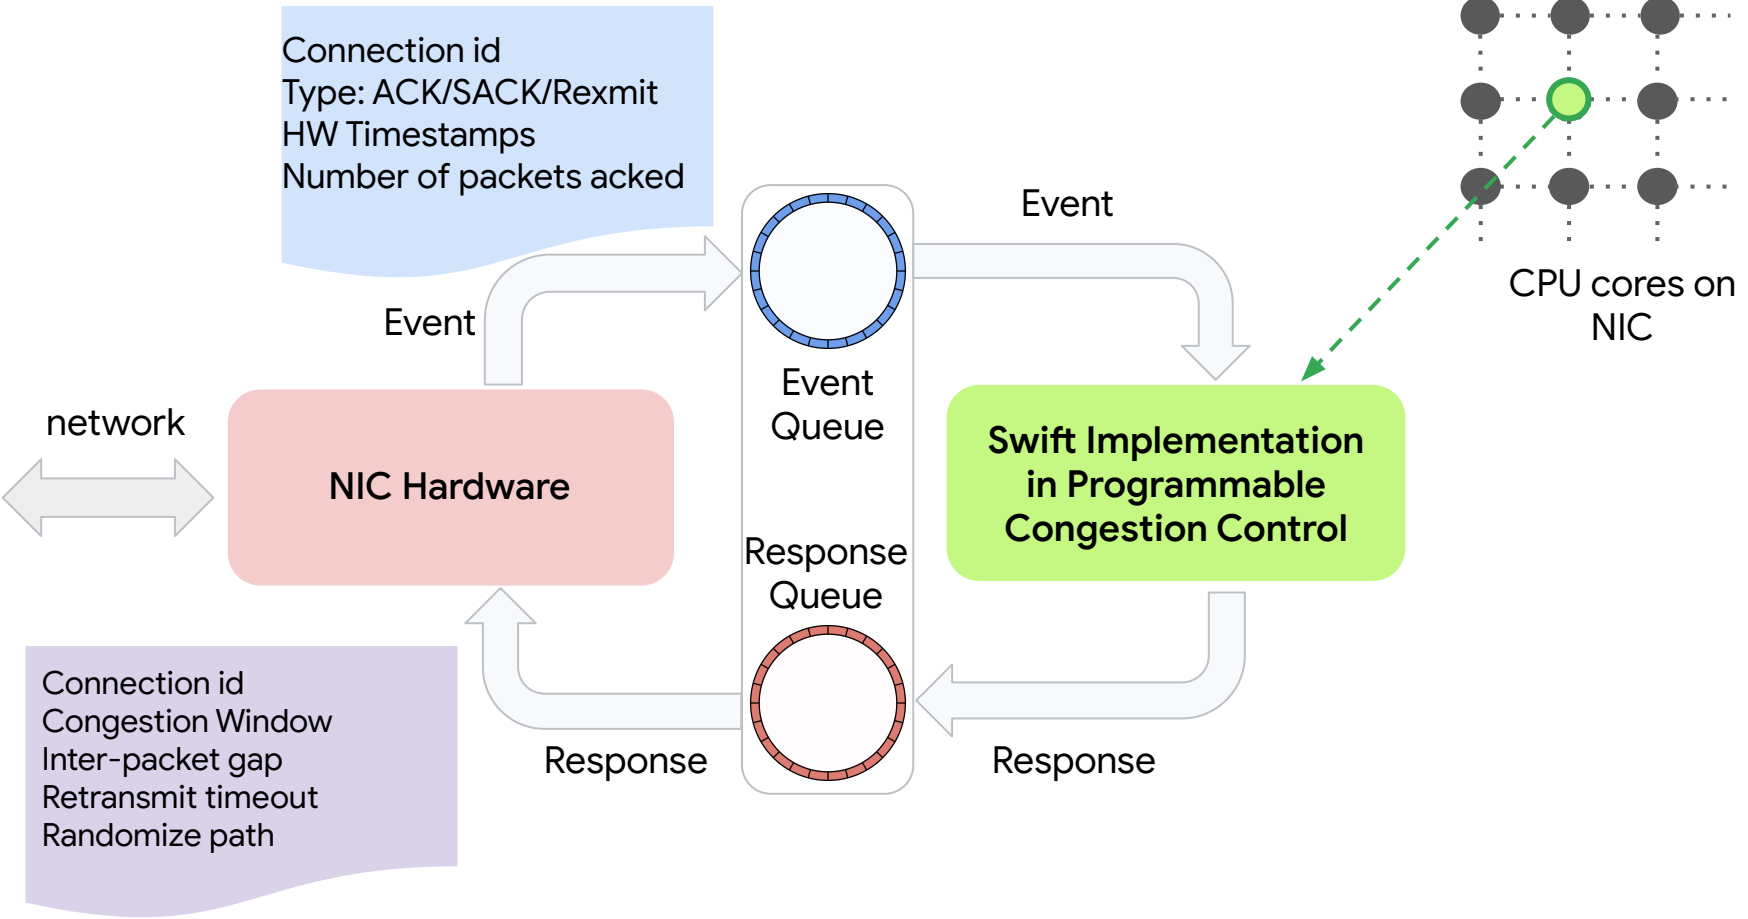 Connection id
Type: ACK/SACK/Rexmit
HW Timestamps
Number of packets acked
Event
Event
CPU cores on
NIC
Event
Queue
network
NIC Hardware
Swift Implementation
in Programmable
Congestion Control
Response
Queue
Connection id
Congestion Window
Inter-packet gap
Retransmit timeout
Randomize path
Response
Response